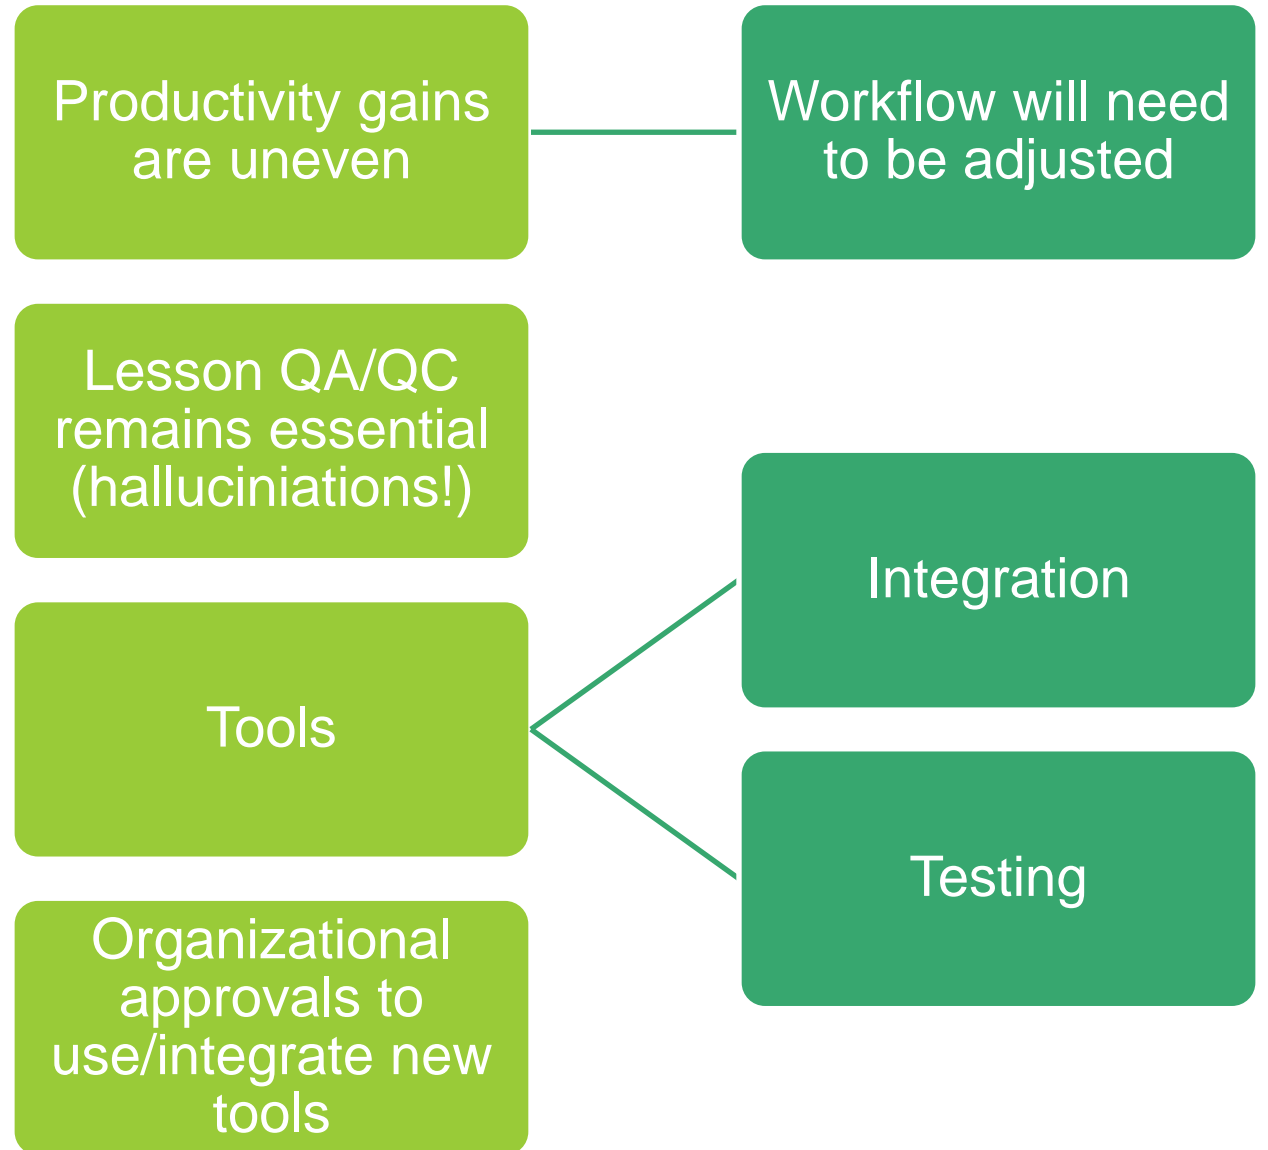 Productivity gains
are uneven
Workflow will need
to be adjusted
Lesson QA/QC
remains essential
(halluciniations!)
Tools
Integration
Testing
Organizational
approvals to
use/integrate new
tools